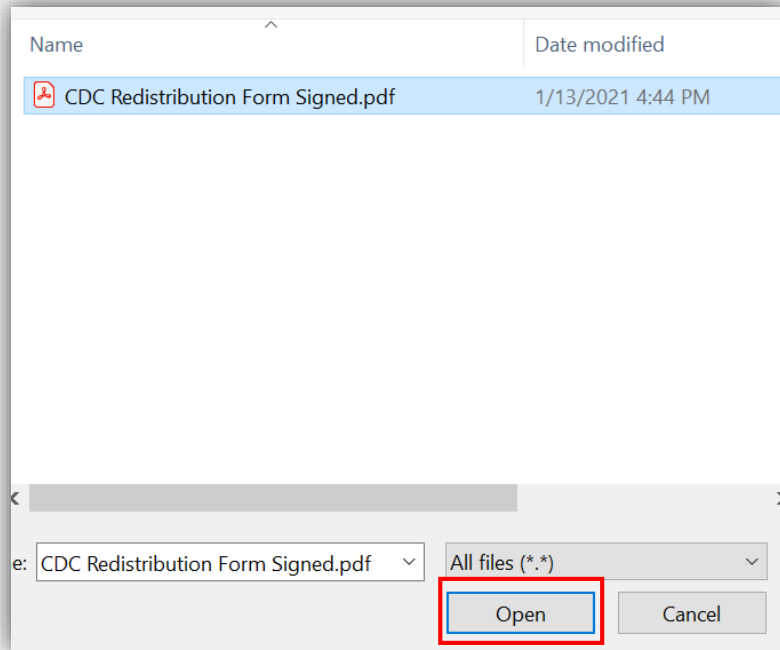 Name Date modified
CDC Redistribution Form Signed.pdf 1/13/2021 4:44 PM
e: CDC Redistribution Form Signed.pdf All files (*.*)
Open Cancel